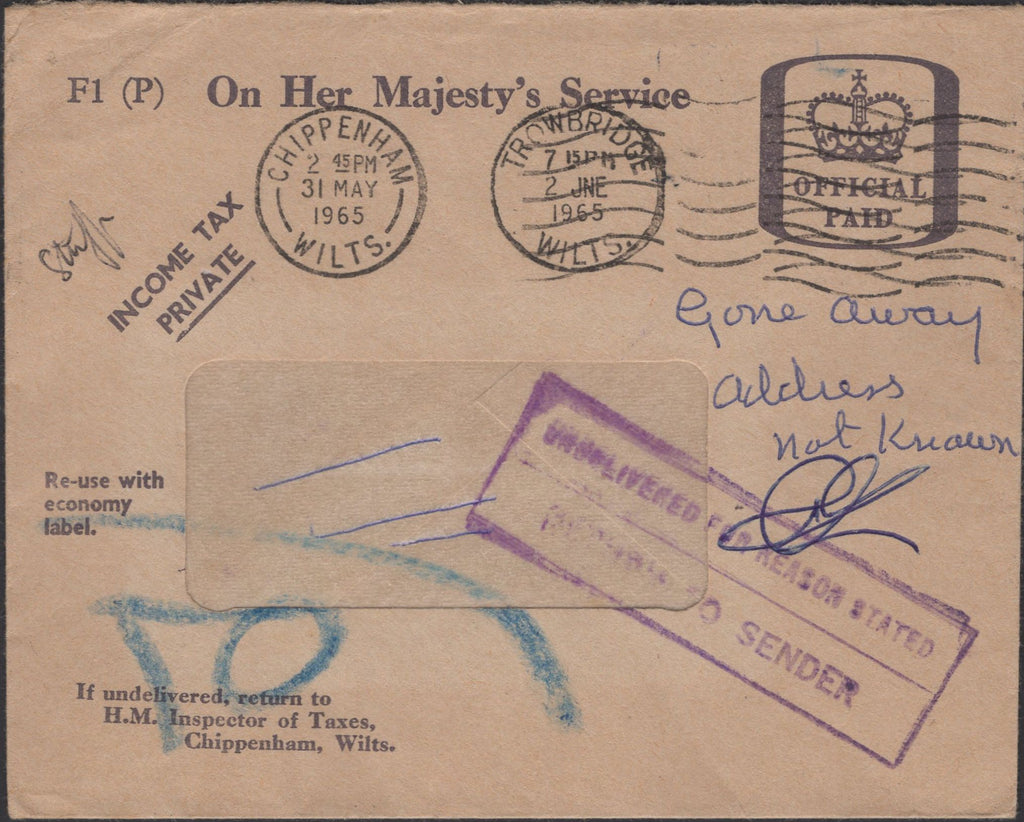 F1 (P) On Her Majesty's Service
CHIPPENHAM
2 45PM
31 MAY
1965
WILTS.
TROWBRIDGE
7 15PM
2 JNE
1965
WILTS.
OFFICIAL
PAID
INCOME TAX
PRIVATE
Gone away
address
not Known
Re-use with
economy
label.
UNDELIVERED FOR REASON STATED
TO SENDER
If undelivered, return to
H.M. Inspector of Taxes,
Chippenham, Wilts.